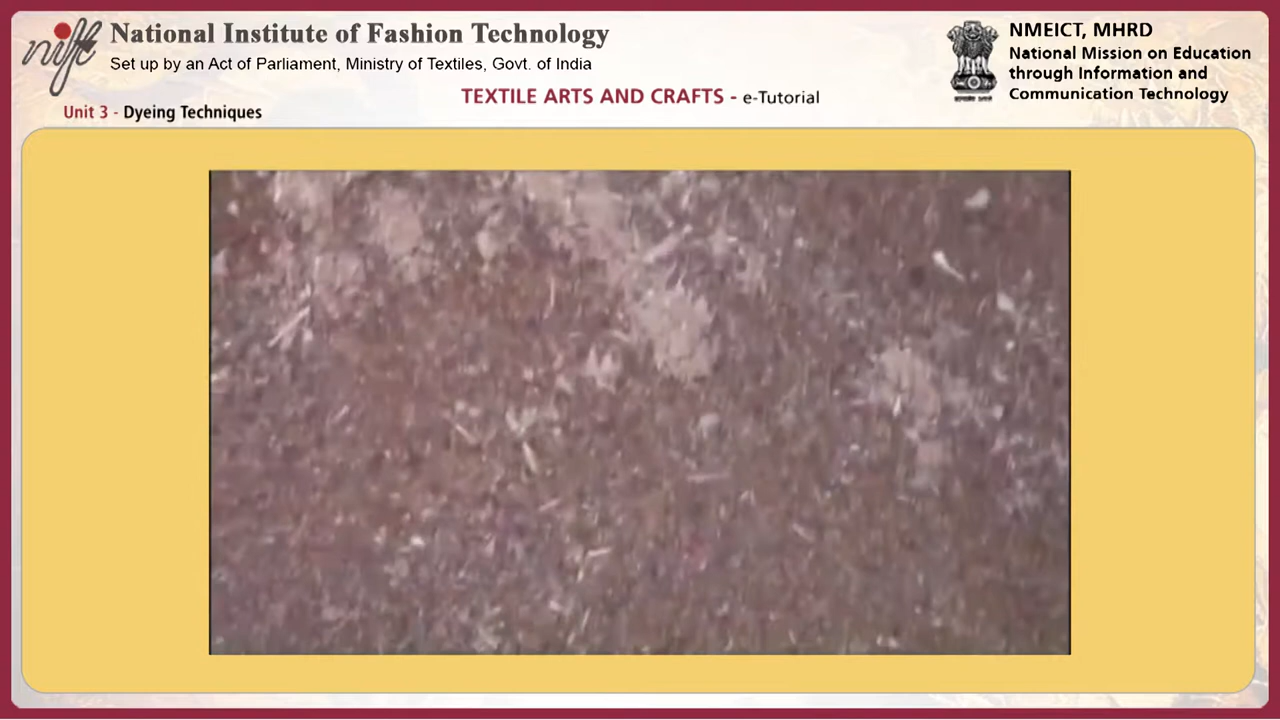 nift
National Institute of Fashion Technology
Set up by an Act of Parliament, Ministry of Textiles, Govt. of India
NMEICT, MHRD
National Mission on Education
through Information and
Communication Technology
TEXTILE ARTS AND CRAFTS - e-Tutorial
Unit 3 - Dyeing Techniques